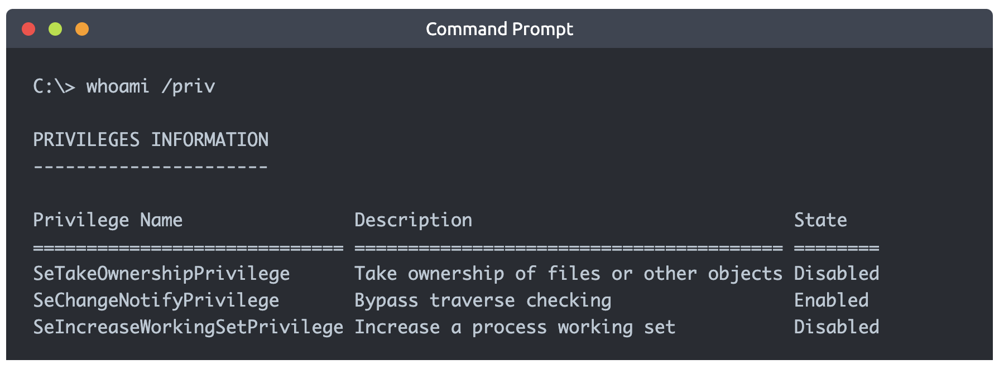 Command Prompt
C:\> whoami /priv
PRIVILEGES INFORMATION
----------------------
Privilege Name                Description                              State
============================= ======================================== ========
SeTakeOwnershipPrivilege      Take ownership of files or other objects Disabled
SeChangeNotifyPrivilege       Bypass traverse checking                 Enabled
SeIncreaseWorkingSetPrivilege Increase a process working set           Disabled